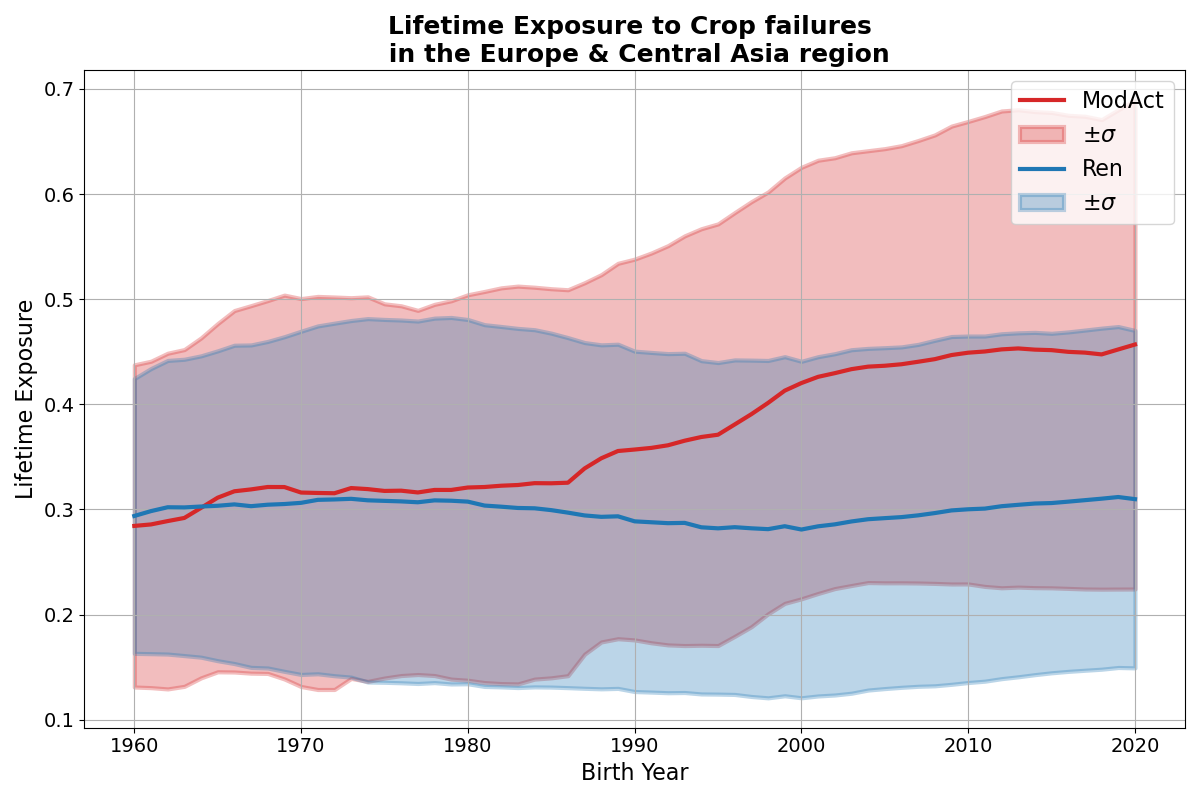 Lifetime Exposure to Crop failures
in the Europe & Central Asia region
0.7
0.6
0.5
0.4
0.3
0.2
0.1
Lifetime Exposure
ModAct
±σ
Ren
±σ
1960 1970 1980 1990 2000 2010 2020
Birth Year